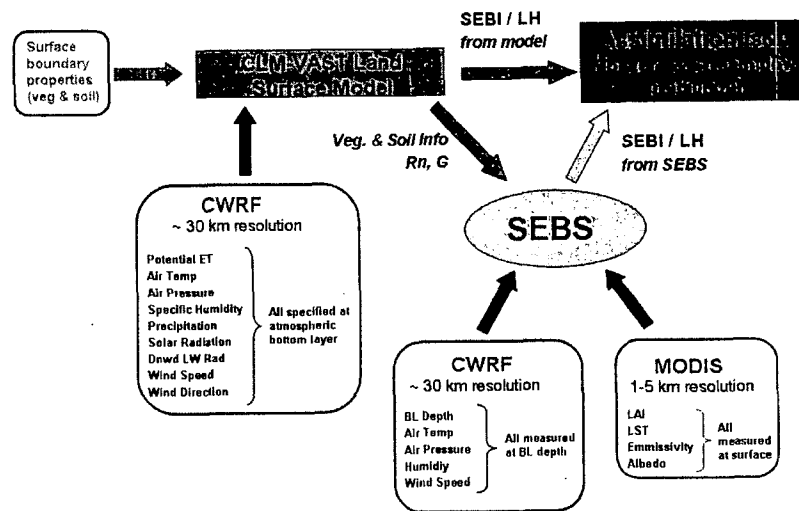 Surface
boundary
properties
(veg & soil)
CLM-VAST Land
Surface Model
SEBI / LH
from model
Veg. & Soil Info
Rn, G
SEBI / LH
from SEBS
SEBS
CWRF
~ 30 km resolution
Potential ET
Air Temp
Air Pressure
Specific Humidity
Precipitation
Solar Radiation
Dnwd LW Rad
Wind Speed
Wind Direction
All specified at
atmospheric
bottom layer
CWRF
~ 30 km resolution
BL Depth
Air Temp
Air Pressure
Humidiy
Wind Speed
All measured
at BL depth
MODIS
1-5 km resolution
LAI
LST
Emmissivity
Albedo
All
measured
at surface